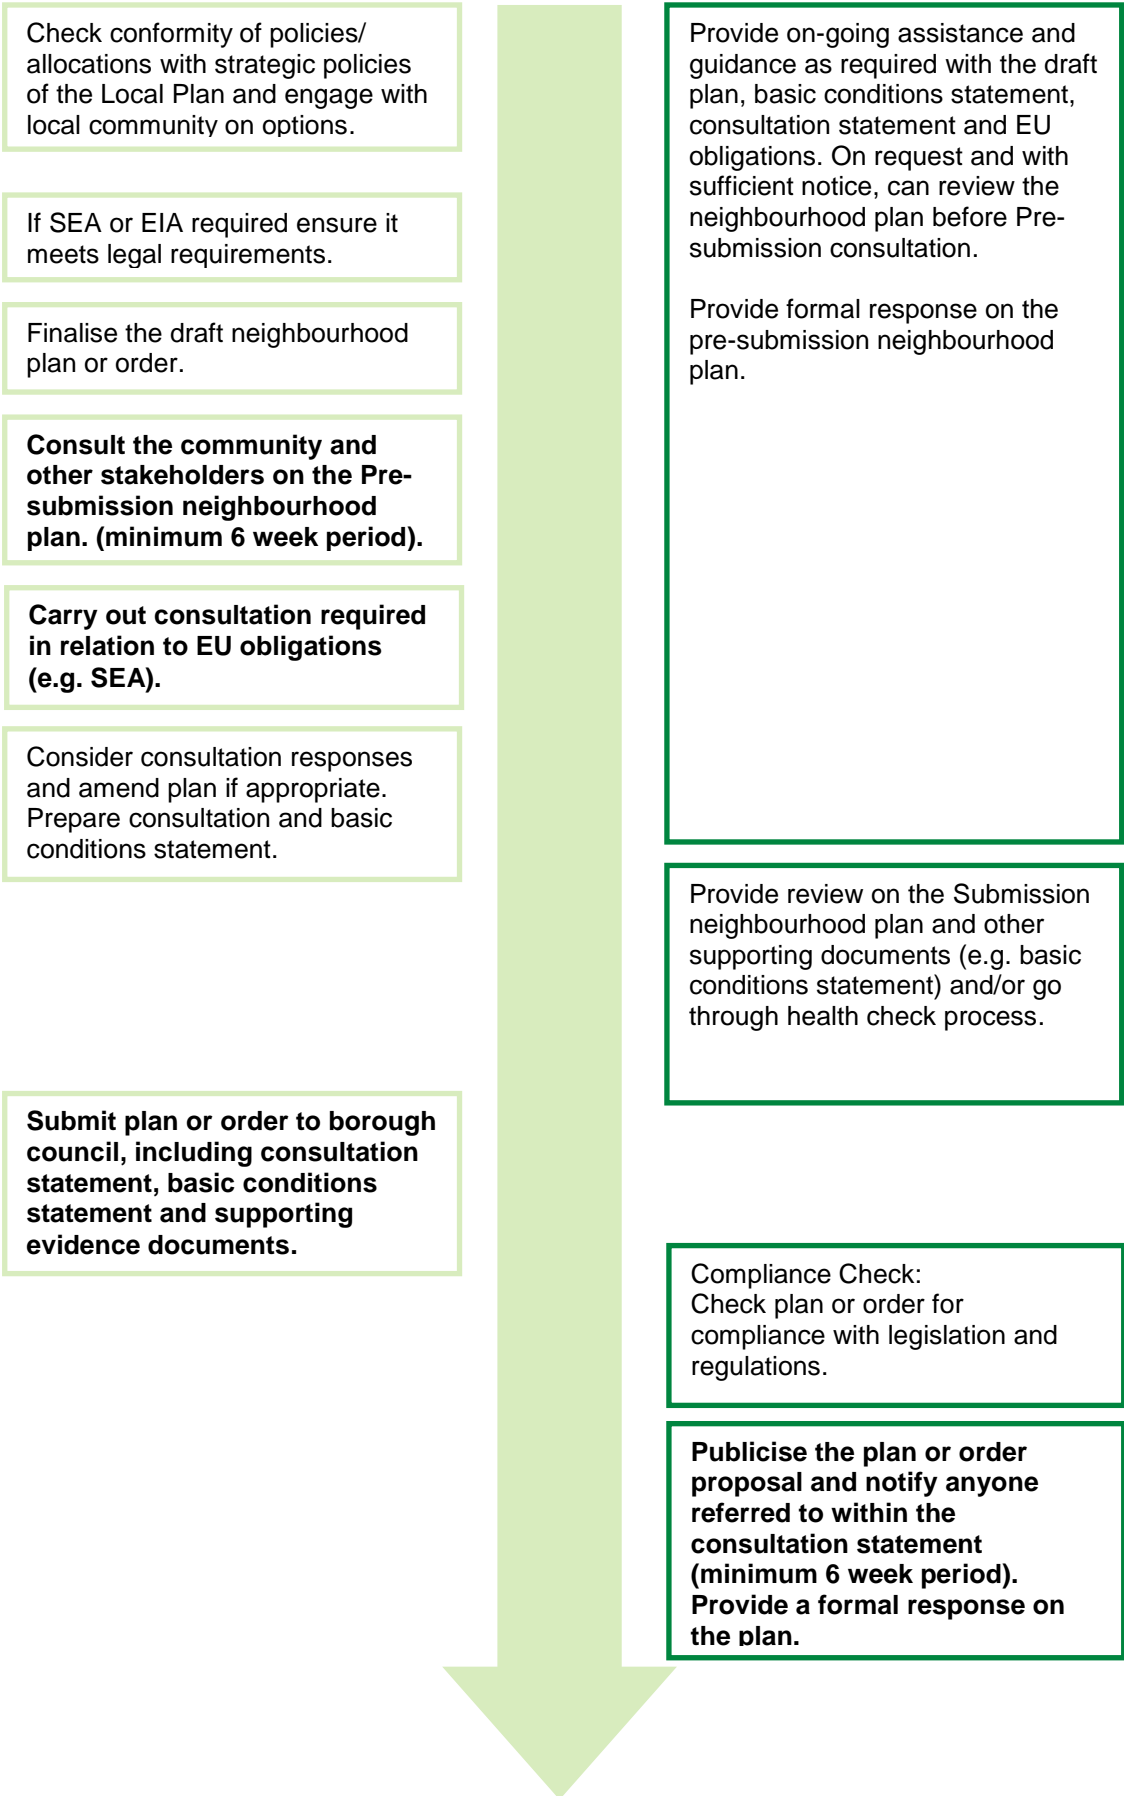 Check conformity of policies/
allocations with strategic policies
of the Local Plan and engage with
local community on options.
If SEA or EIA required ensure it
meets legal requirements.
Finalise the draft neighbourhood
plan or order.
Consult the community and
other stakeholders on the Pre-
submission neighbourhood
plan. (minimum 6 week period).
Carry out consultation required
in relation to EU obligations
(e.g. SEA).
Consider consultation responses
and amend plan if appropriate.
Prepare consultation and basic
conditions statement.
Submit plan or order to borough
council, including consultation
statement, basic conditions
statement and supporting
evidence documents.
Provide on-going assistance and
guidance as required with the draft
plan, basic conditions statement,
consultation statement and EU
obligations. On request and with
sufficient notice, can review the
neighbourhood plan before Pre-
submission consultation.
Provide formal response on the
pre-submission neighbourhood
plan.
Provide review on the Submission
neighbourhood plan and other
supporting documents (e.g. basic
conditions statement) and/or go
through health check process.
Compliance Check:
Check plan or order for
compliance with legislation and
regulations.
Publicise the plan or order
proposal and notify anyone
referred to within the
consultation statement
(minimum 6 week period).
Provide a formal response on
the plan.